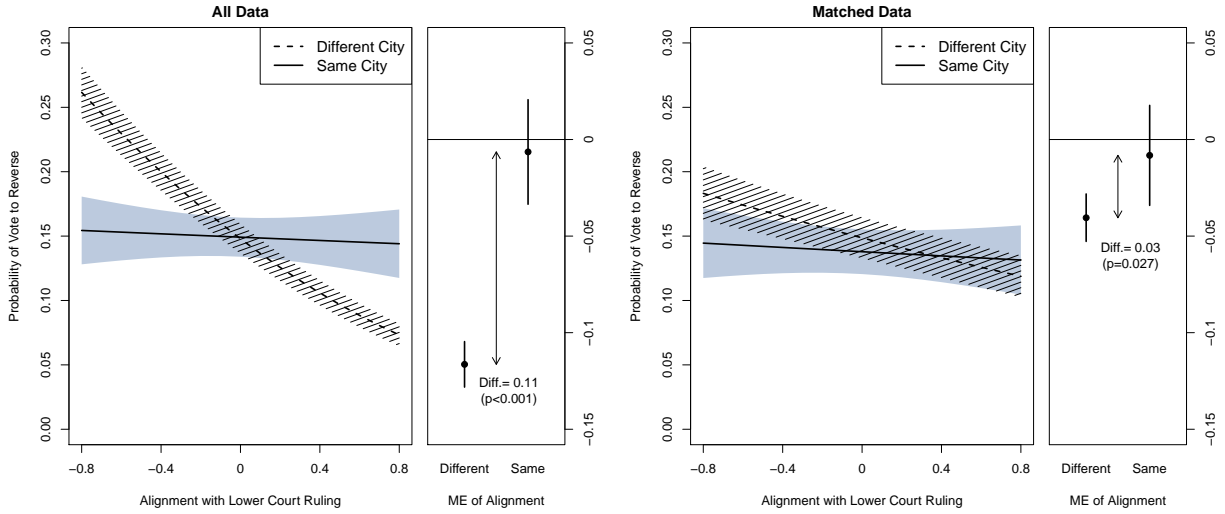 All Data
Different City
Same City
Probability of Vote to Reverse
0.30
0.25
0.20
0.15
0.10
0.05
0.00
−0.8
−0.4
0
0.4
0.8
Alignment with Lower Court Ruling
0.05
0
−0.05
−0.1
−0.15
Diff.= 0.11
(p<0.001)
Different
Same
ME of Alignment
Matched Data
Different City
Same City
Probability of Vote to Reverse
0.30
0.25
0.20
0.15
0.10
0.05
0.00
−0.8
−0.4
0
0.4
0.8
Alignment with Lower Court Ruling
0.05
0
−0.05
−0.1
−0.15
Diff.= 0.03
(p=0.027)
Different
Same
ME of Alignment